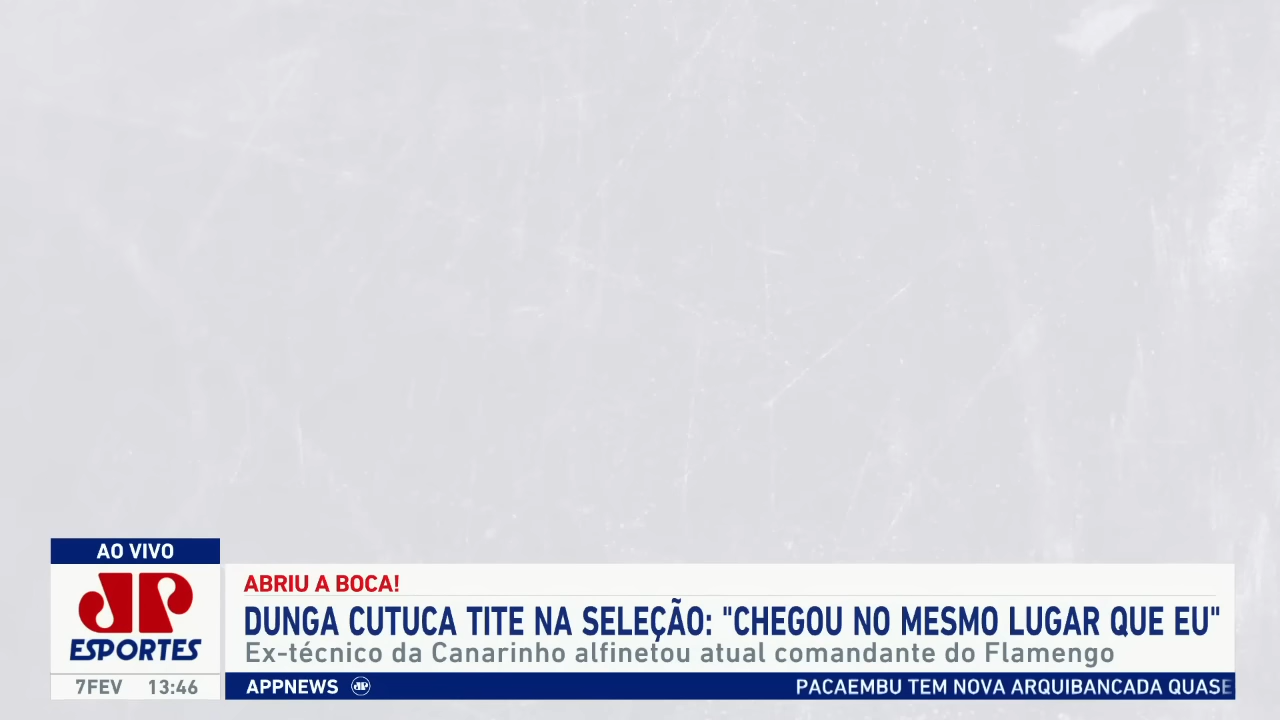 AO VIVO
JP
ESPORTES
7FEV 13:46
ABRIU A BOCA!
DUNGA CUTUCA TITE NA SELEÇÃO: "CHEGOU NO MESMO LUGAR QUE EU"
Ex-técnico da Canarinho alfinetou atual comandante do Flamengo
APPNEWS JP PACAEMBU TEM NOVA ARQUIBANCADA QUASE